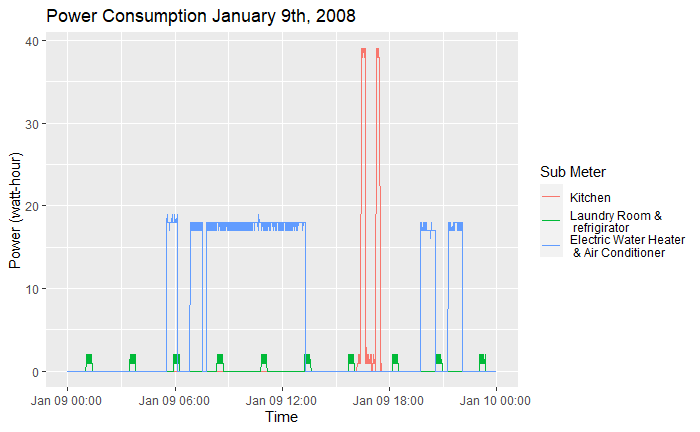 Power Consumption January 9th, 2008
40
30
20
10
0
Power (watt-hour)
Jan 09 00:00
Jan 09 06:00
Jan 09 12:00
Jan 09 18:00
Jan 10 00:00
Time
Sub Meter
Kitchen
Laundry Room &
refrigirator
Electric Water Heater
& Air Conditioner